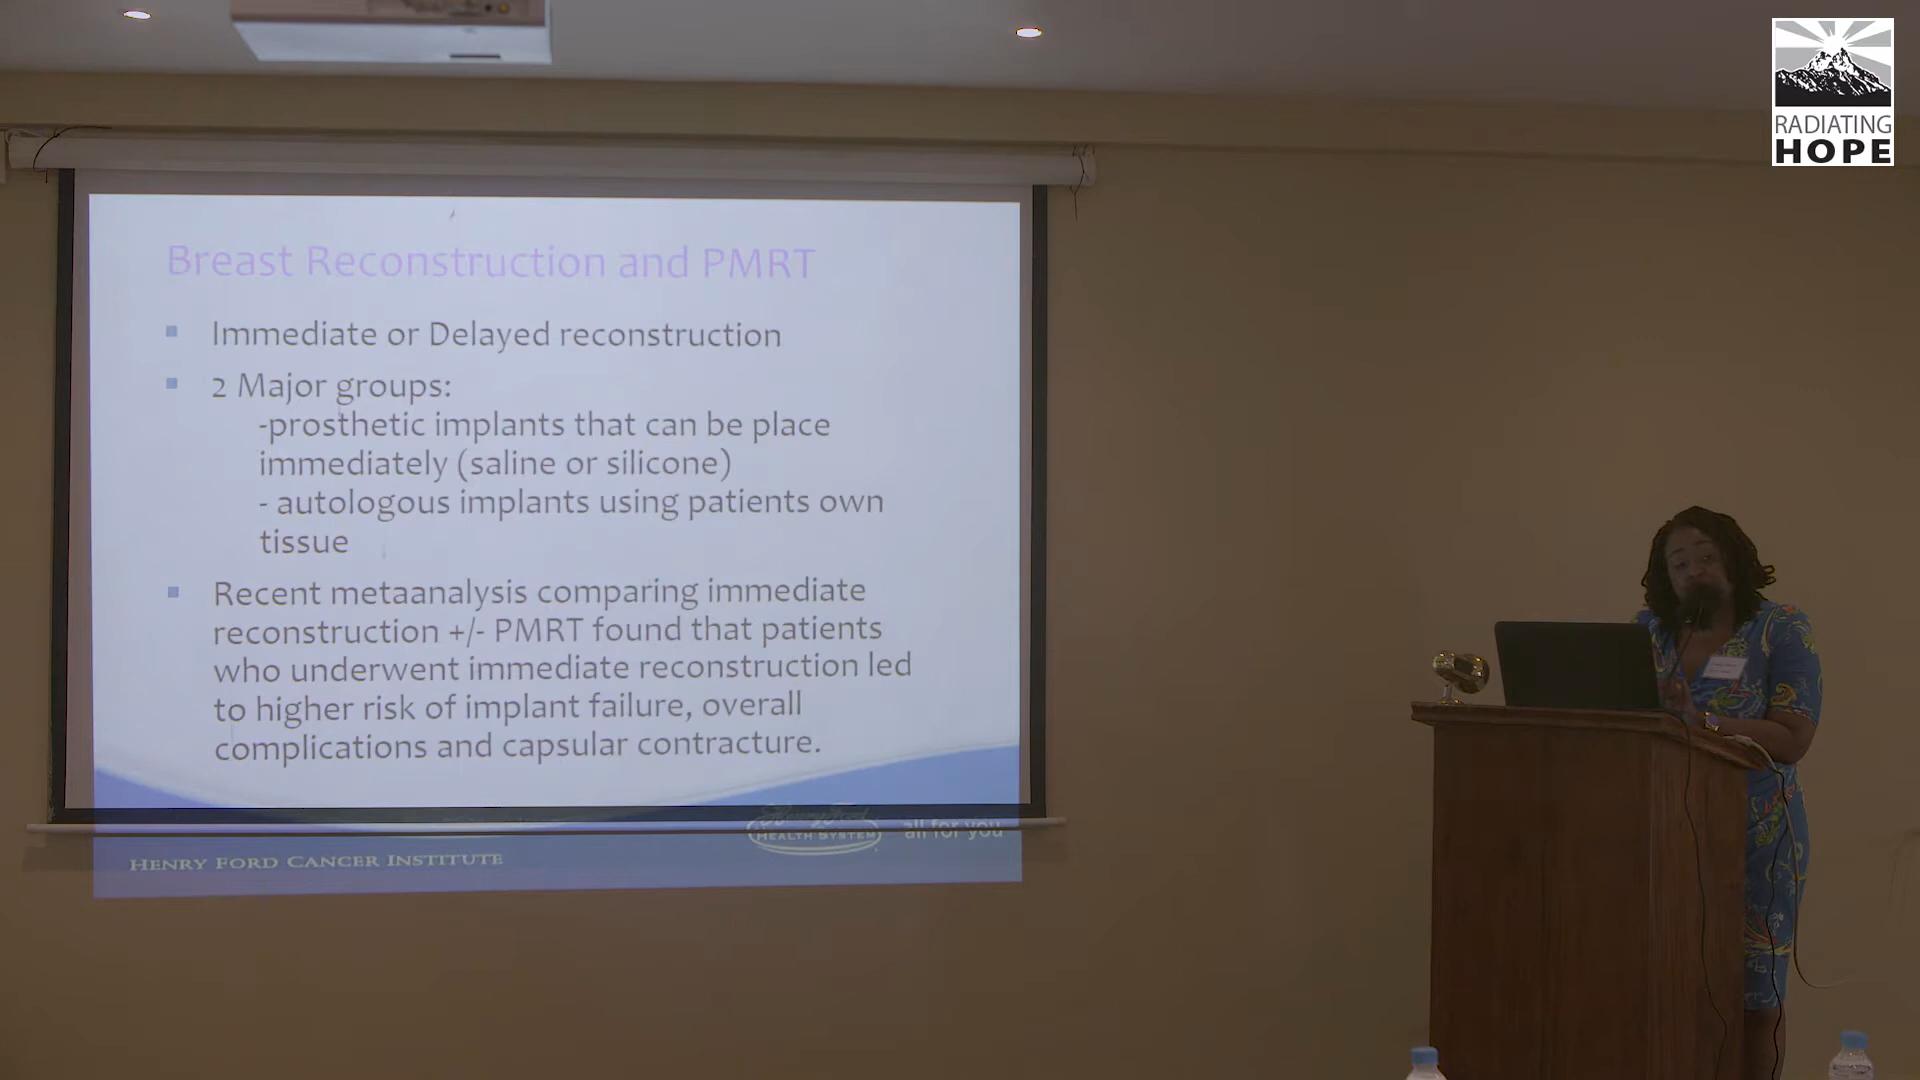 RADIATING
HOPE
Breast Reconstruction and PMRT
Immediate or Delayed reconstruction
2 Major groups:
-prosthetic implants that can be place
immediately (saline or silicone)
- autologous implants using patients own
tissue
Recent metaanalysis comparing immediate
reconstruction +/- PMRT found that patients
who underwent immediate reconstruction led
to higher risk of implant failure, overall
complications and capsular contracture.
HEALTH SYSTEM
all for you
HENRY FORD CANCER INSTITUTE